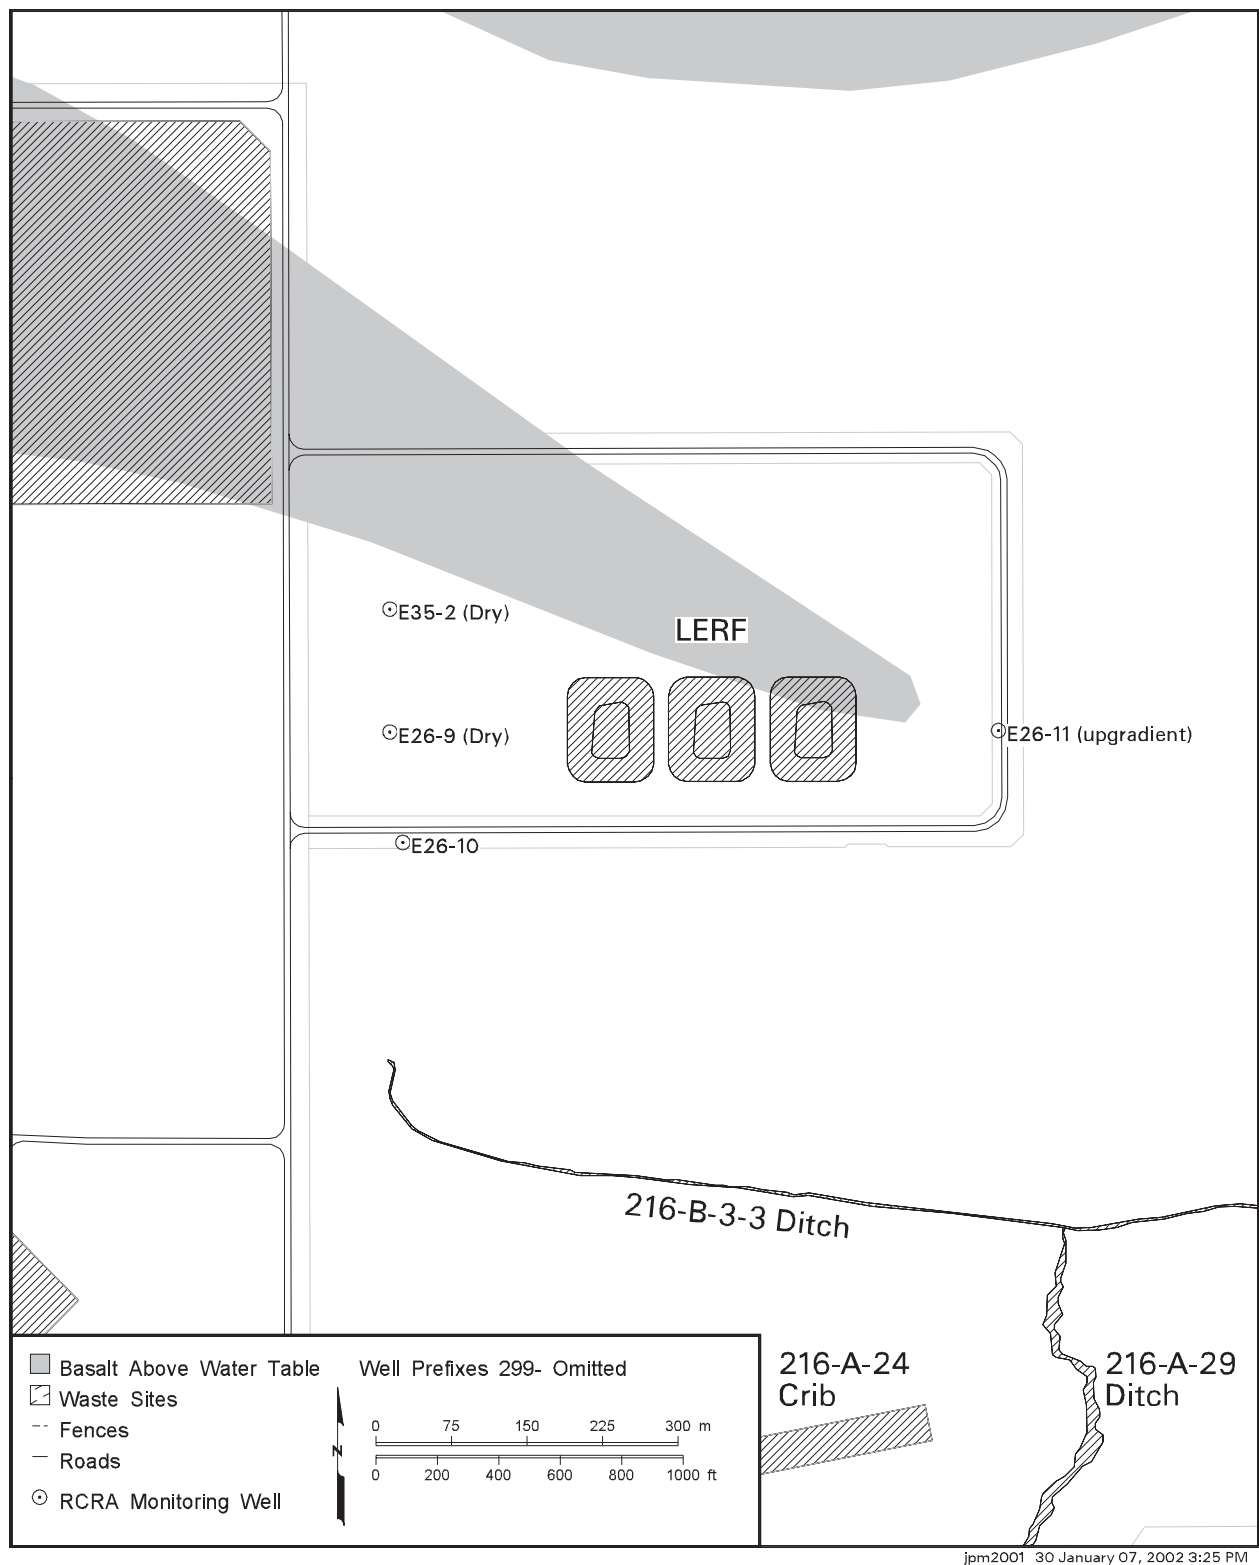 LERF
E35-2 (Dry)
E26-9 (Dry)
E26-11 (upgradient)
E26-10
216-B-3-3 Ditch
216-A-24
Crib
216-A-29
Ditch
Basalt Above Water Table
Waste Sites
Fences
Roads
RCRA Monitoring Well
Well Prefixes 299- Omitted
N
0 75 150 225 300 m
0 200 400 600 800 1000 ft
jpm2001 30 January 07, 2002 3:25 PM